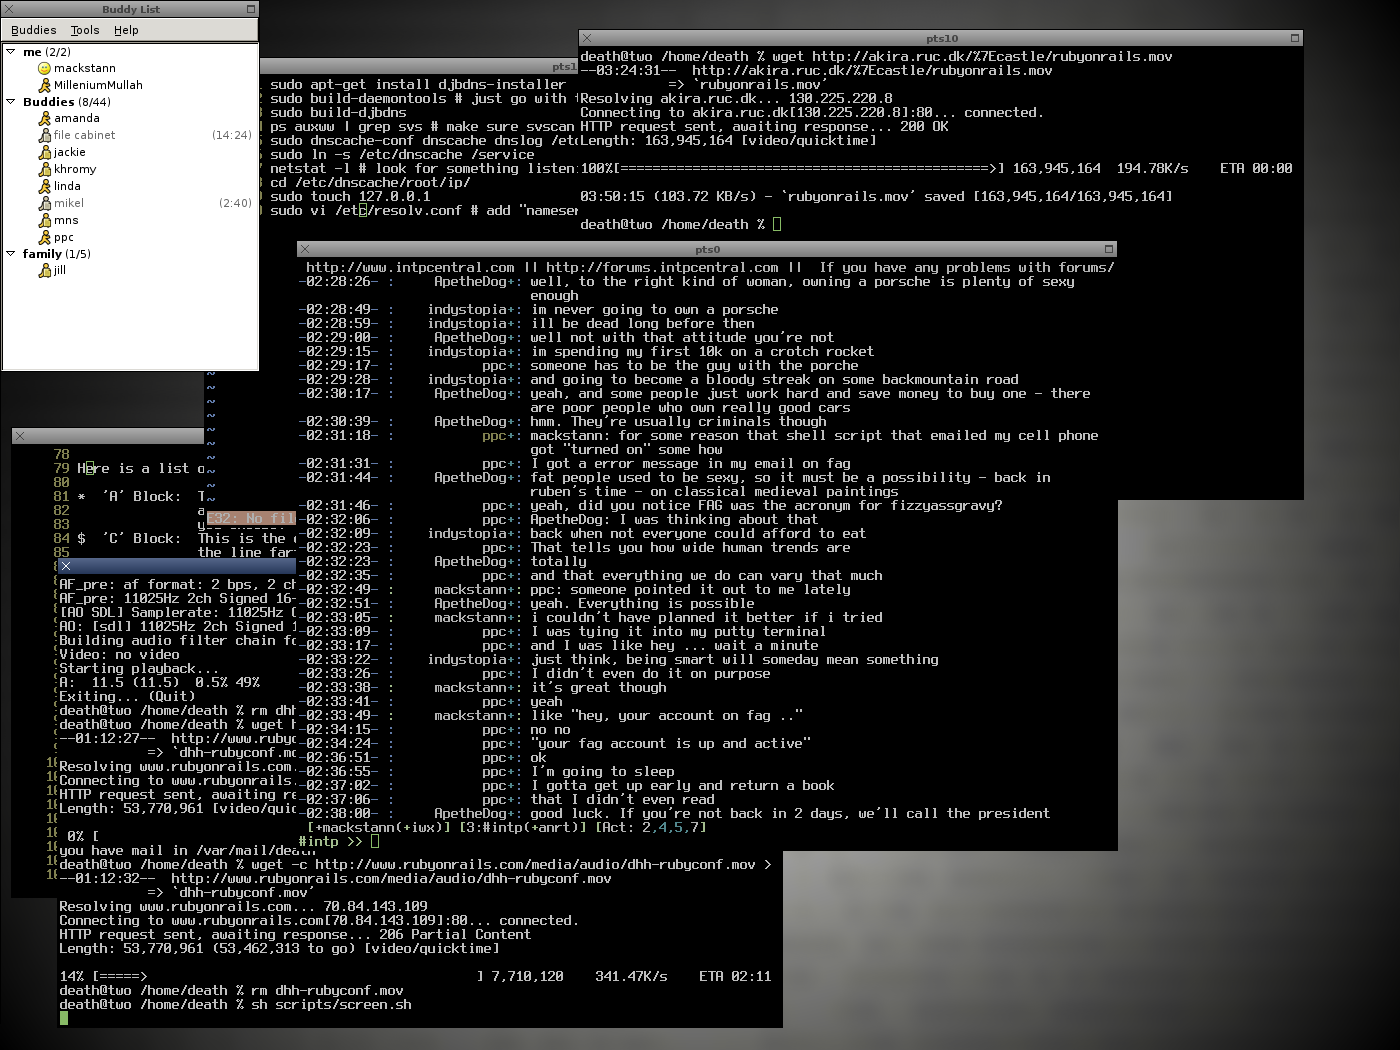 Buddy List
Buddies Tools Help
me (2/2)
mackstann
MilleniumMullah
Buddies (8/44)
amanda
file cabinet (14:24)
jackie
khromy
linda
mikel (2:40)
mns
ppc
family (1/5)
jill
pts1
sudo apt-get install djbdns-installer
sudo build-daemontools # just go with
sudo build-djbdns
ps auxww | grep svs # make sure svscan
sudo dnscache-conf dnscache dnslog /etc
sudo ln -s /etc/dnscache /service
netstat -l # look for something listen
cd /etc/dnscache/root/ip/
sudo touch 127.0.0.1
sudo vi /etc/resolv.conf # add "nameser
pts10
death@two /home/death % wget http://akira.ruc.dk/%7Ecastle/rubyonrails.mov
--03:24:31--  http://akira.ruc.dk/%7Ecastle/rubyonrails.mov
           => `rubyonrails.mov'
Resolving akira.ruc.dk... 130.225.220.8
Connecting to akira.ruc.dk[130.225.220.8]:80... connected.
HTTP request sent, awaiting response... 200 OK
Length: 163,945,164 [video/quicktime]
100%[==============================================>] 163,945,164  194.78K/s    ETA 00:00
03:50:15 (103.72 KB/s) - `rubyonrails.mov' saved [163,945,164/163,945,164]
death@two /home/death %
pts0
http://www.intpcentral.com || http://forums.intpcentral.com ||  If you have any problems with forums/
-02:28:26- :     ApetheDog+: well, to the right kind of woman, owning a porsche is plenty of sexy
enough
-02:28:49- :    indystopia+: im never going to own a porsche
-02:28:59- :    indystopia+: ill be dead long before then
-02:29:00- :     ApetheDog+: well not with that attitude you're not
-02:29:15- :    indystopia+: im spending my first 10k on a crotch rocket
-02:29:17- :           ppc+: someone has to be the guy with the porche
-02:29:28- :    indystopia+: and going to become a bloody streak on some backmountain road
-02:30:17- :     ApetheDog+: yeah, and some people just work hard and save money to buy one - there
are poor people who own really good cars
-02:30:39- :     ApetheDog+: hmm. They're usually criminals though
-02:31:18- :           ppc+: mackstann: for some reason that shell script that emailed my cell phone
got "turned on" some how
-02:31:31- :           ppc+: I got a error message in my email on fag
-02:31:44- :     ApetheDog+: fat people used to be sexy, so it must be a possibility - back in
ruben's time - on classical medieval paintings
-02:31:46- :           ppc+: yeah, did you notice FAG was the acronym for fizzyassgravy?
-02:32:06- :           ppc+: ApetheDog: I was thinking about that
-02:32:09- :    indystopia+: back when not everyone could afford to eat
-02:32:23- :           ppc+: That tells you how wide human trends are
-02:32:23- :     ApetheDog+: totally
-02:32:35- :           ppc+: and that everything we do can vary that much
-02:32:49- :     mackstann+: ppc: someone pointed it out to me lately
-02:32:51- :     ApetheDog+: yeah. Everything is possible
-02:33:05- :     mackstann+: i couldn't have planned it better if i tried
-02:33:09- :           ppc+: I was tying it into my putty terminal
-02:33:17- :           ppc+: and I was like hey ... wait a minute
-02:33:22- :    indystopia+: just think, being smart will someday mean something
-02:33:26- :           ppc+: I didn't even do it on purpose
-02:33:38- :     mackstann+: it's great though
-02:33:41- :           ppc+: yeah
-02:33:49- :     mackstann+: like "hey, your account on fag .."
-02:34:15- :           ppc+: no no
-02:34:24- :           ppc+: "your fag account is up and active"
-02:36:51- :           ppc+: ok
-02:36:55- :           ppc+: I'm going to sleep
-02:37:02- :           ppc+: I gotta get up early and return a book
-02:37:06- :           ppc+: that I didn't even read
-02:38:00- :     ApetheDog+: good luck. If you're not back in 2 days, we'll call the president
[+mackstann(+iwx)] [3:#intp(+anrt)] [Act: 2,4,5,7]
#intp >>
78
79 Here is a list o
80
81 *  'A' Block:  T
82 a
83 y
84 $  'C' Block:  This is the
85 the line far
E32: No fil
AF_pre: af format: 2 bps, 2 ch
AF_pre: 11025Hz 2ch Signed 16-
[AO SDL] Samplerate: 11025Hz
AO: [sdl] 11025Hz 2ch Signed 1
Building audio filter chain fo
Video: no video
Starting playback...
A:  11.5 (11.5)  0.5% 49%
Exiting... (Quit)
death@two /home/death % rm dhh
death@two /home/death % wget h
--01:12:27--  http://www.rubyo
           => `dhh-rubyconf.mo
Resolving www.rubyonrails.com.
Connecting to www.rubyonrails.
HTTP request sent, awaiting re
Length: 53,770,961 [video/quic
0% [
you have mail in /var/mail/death
death@two /home/death % wget -c http://www.rubyonrails.com/media/audio/dhh-rubyconf.mov >
--01:12:32--  http://www.rubyonrails.com/media/audio/dhh-rubyconf.mov
           => `dhh-rubyconf.mov'
Resolving www.rubyonrails.com... 70.84.143.109
Connecting to www.rubyonrails.com[70.84.143.109]:80... connected.
HTTP request sent, awaiting response... 206 Partial Content
Length: 53,770,961 (53,462,313 to go) [video/quicktime]
14% [=====>                                         ] 7,710,120    341.47K/s    ETA 02:11
death@two /home/death % rm dhh-rubyconf.mov
death@two /home/death % sh scripts/screen.sh